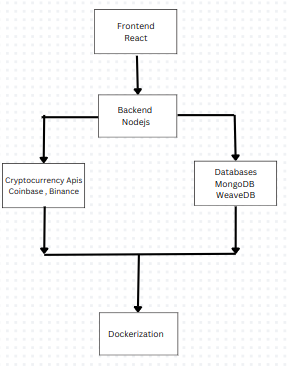 Frontend
React
Backend
Nodejs
Cryptocurrency Apis
Coinbase , Binance
Databases
MongoDB
WeaveDB
Dockerization